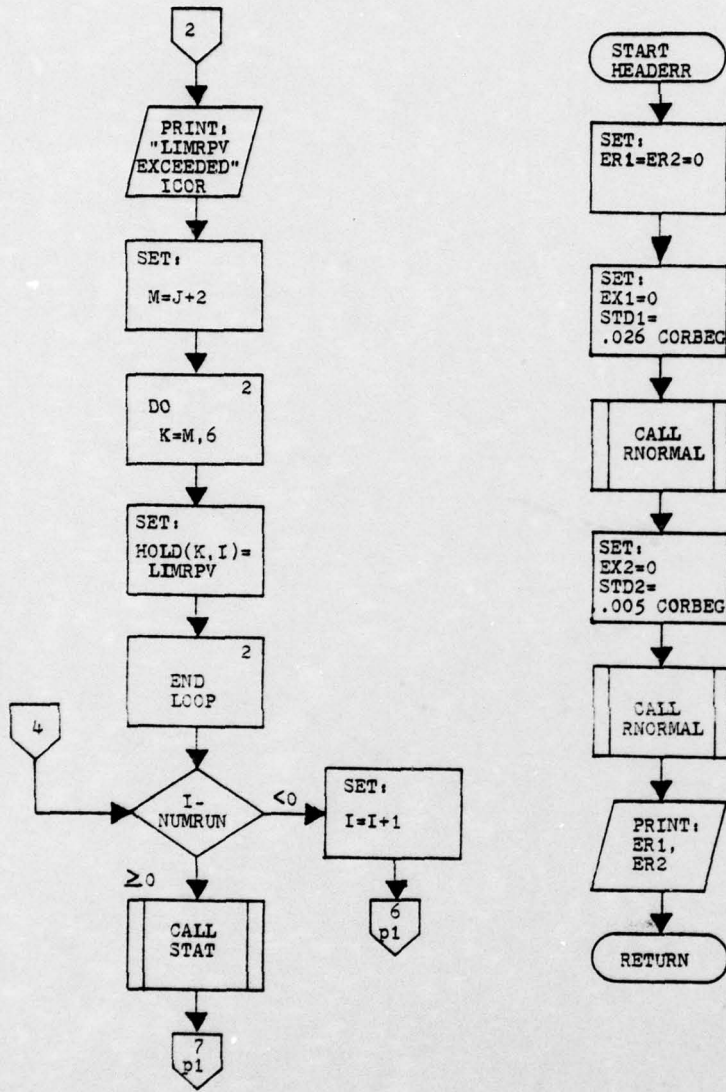 2
PRINT:
"LIMRPV
EXCEEDED"
ICOR
SET:
M=J+2
2
DO
K=M,6
SET:
HOLD(K,I)=
LIMRPV
2
END
LOOP
4
I-
NUMRUN
<0
SET:
I=I+1
6
p1
≥0
CALL
STAT
7
p1
START
HEADERR
SET:
ER1=ER2=0
SET:
EX1=0
STD1=
.026 CORBEG
CALL
RNORMAL
SET:
EX2=0
STD2=
.005 CORBEG
CALL
RNORMAL
PRINT:
ER1,
ER2
RETURN